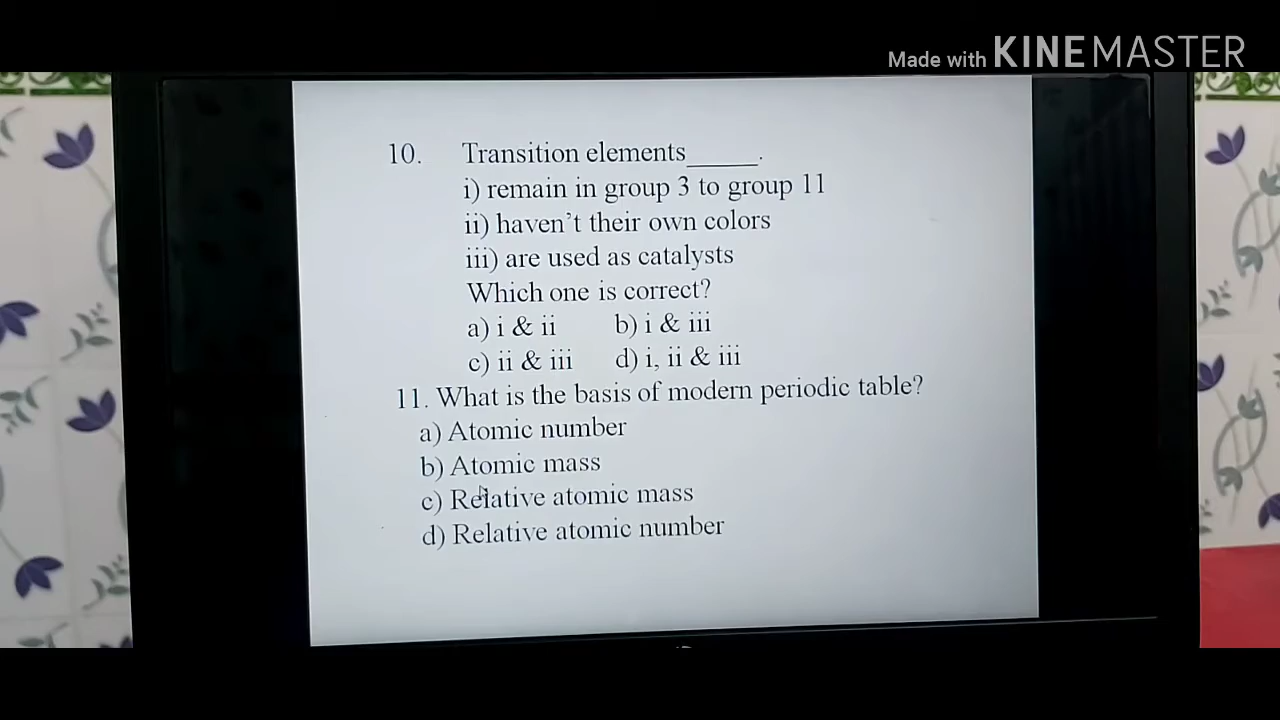 Made with KINEMASTER
10. Transition elements_____.
i) remain in group 3 to group 11
ii) haven't their own colors
iii) are used as catalysts
Which one is correct?
a) i & ii b) i & iii
c) ii & iii d) i, ii & iii
11. What is the basis of modern periodic table?
a) Atomic number
b) Atomic mass
c) Relative atomic mass
d) Relative atomic number